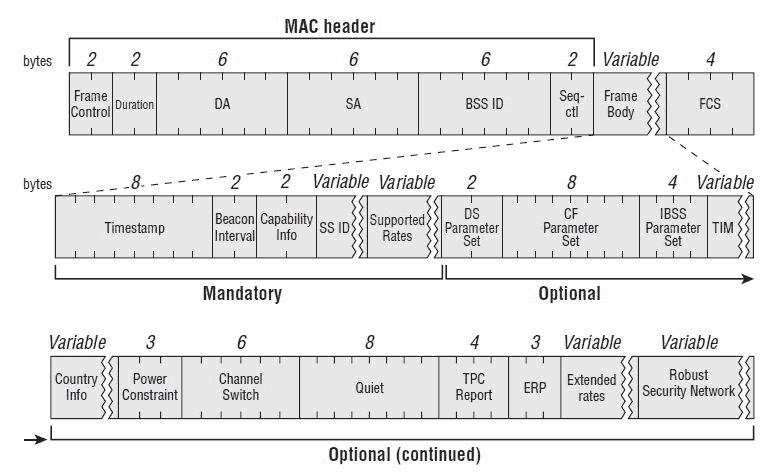 MAC header
bytes 2 2 6 6 6 2 Variable 4
Frame Control Duration DA SA BSS ID Seq-ctl Frame Body FCS
bytes 8 2 2 Variable Variable 2 8 4 Variable
Timestamp Beacon Interval Capability Info SS ID Supported Rates DS Parameter Set CF Parameter Set IBSS Parameter Set TIM
Mandatory Optional
Variable 3 6 8 4 3 Variable Variable
Country Info Power Constraint Channel Switch Quiet TPC Report ERP Extended rates Robust Security Network
Optional (continued)